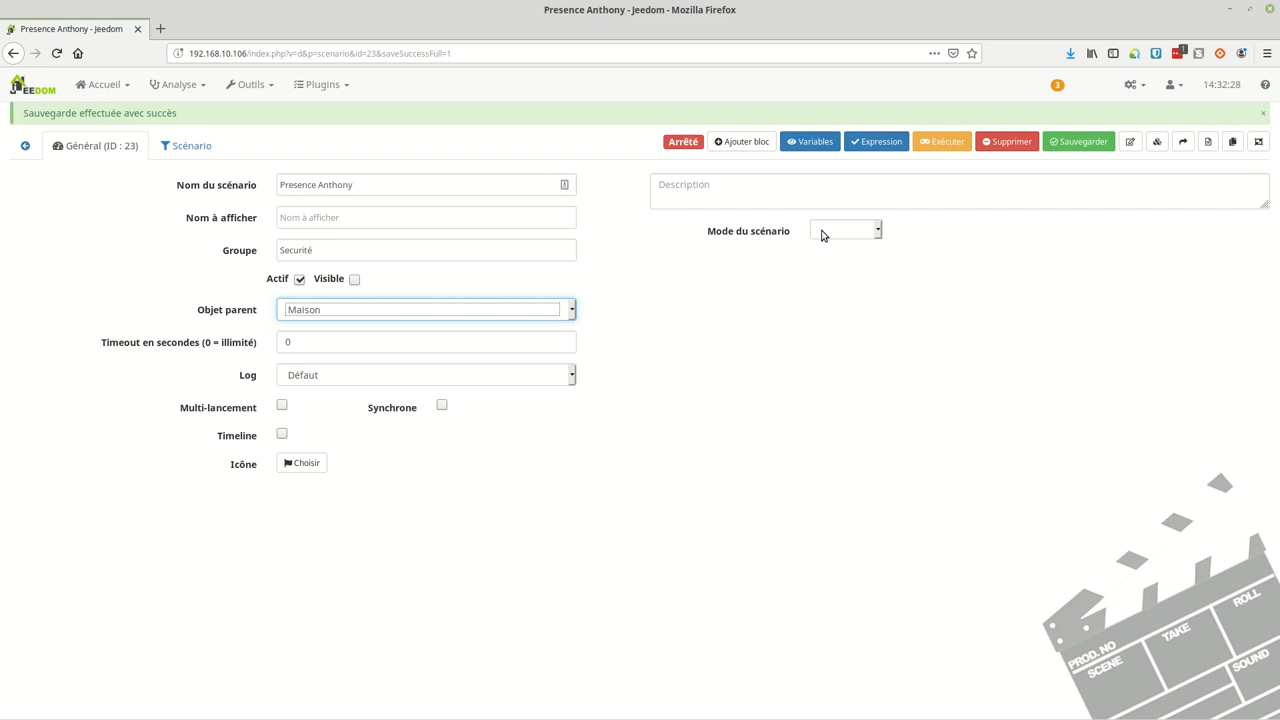 Presence Anthony - Jeedom - Mozilla Firefox
Presence Anthony - Jeedom
192.168.10.106/index.php?v=d&p=scenario&id=23&saveSuccessFull=1
1
JEEDOM Accueil Analyse Outils Plugins 3 14:32:28
Sauvegarde effectuée avec succès ×
Général (ID : 23) Scénario Arrêté Ajouter bloc Variables Expression Exécuter Supprimer Sauvegarder
Nom du scénario Presence Anthony Description
Nom à afficher Nom à afficher
Mode du scénario
Groupe Securité
Actif Visible
Objet parent Maison
Timeout en secondes (0 = illimité) 0
Log Défaut
Multi-lancement Synchrone
Timeline
Icône Choisir
ROLL
TAKE
PROD. NO
SCENE
SOUND